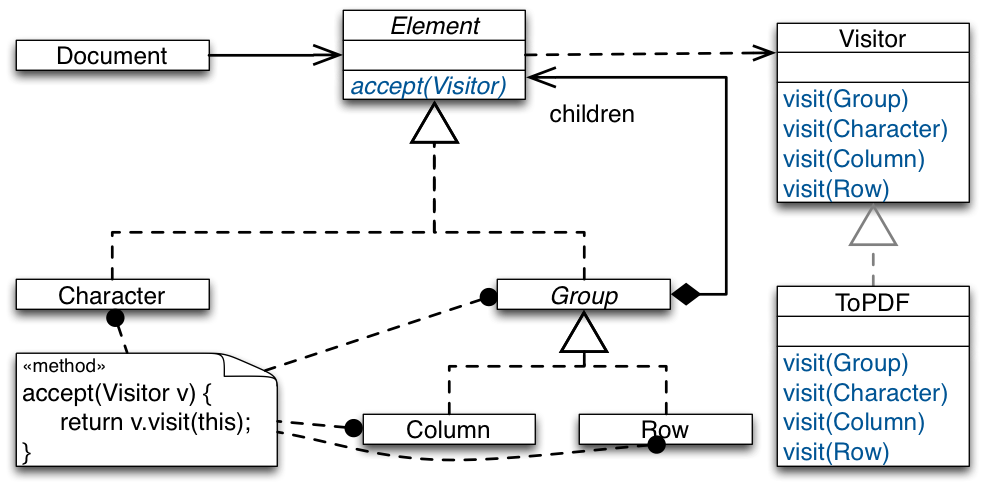 Document
Element
accept(Visitor)
children
Visitor
visit(Group)
visit(Character)
visit(Column)
visit(Row)
Character
Group
«method»
accept(Visitor v) {
return v.visit(this);
}
Column
Row
ToPDF
visit(Group)
visit(Character)
visit(Column)
visit(Row)